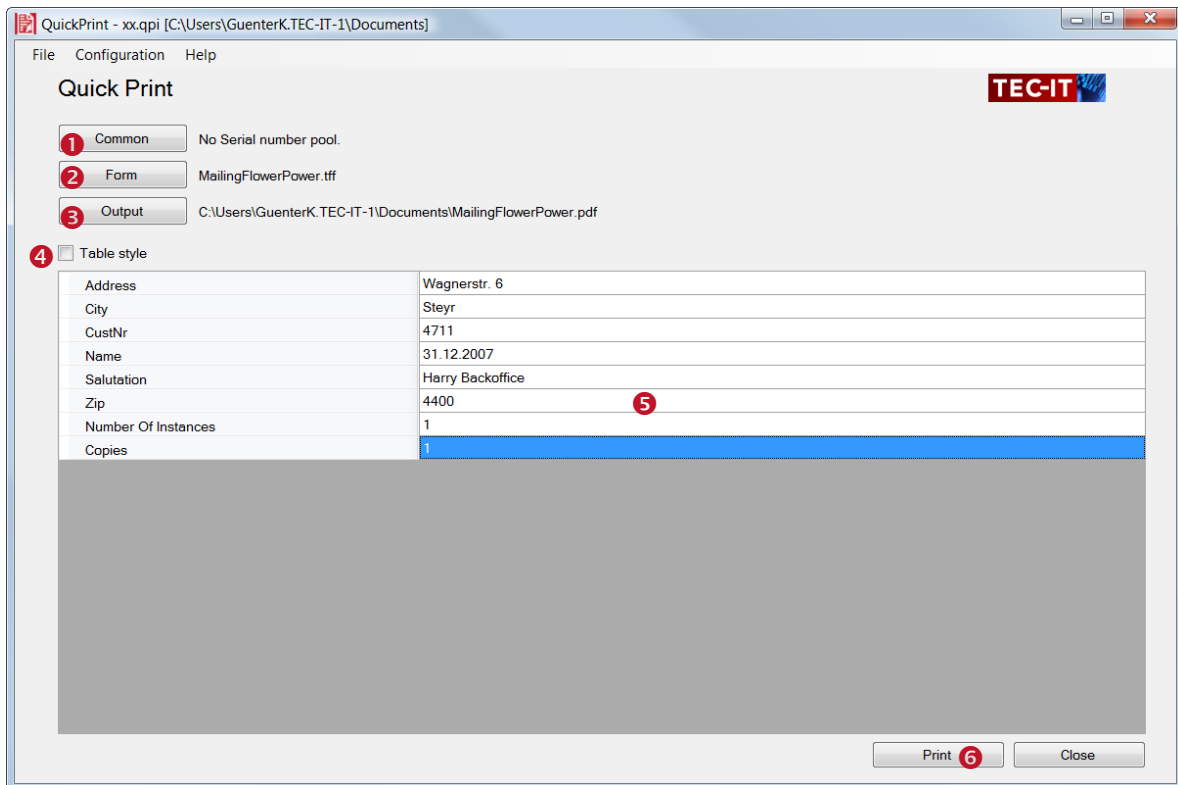 QuickPrint - xx.qpi [C:\Users\GuenterK.TEC-IT-1\Documents]
File Configuration Help
Quick Print
TEC-IT
1 Common No Serial number pool.
2 Form MailingFlowerPower.tff
3 Output C:\Users\GuenterK.TEC-IT-1\Documents\MailingFlowerPower.pdf
4 Table style
Address Wagnerstr. 6
City Steyr
CustNr 4711
Name 31.12.2007
Salutation Harry Backoffice
Zip 4400 5
Number Of Instances 1
Copies 1
Print 6 Close